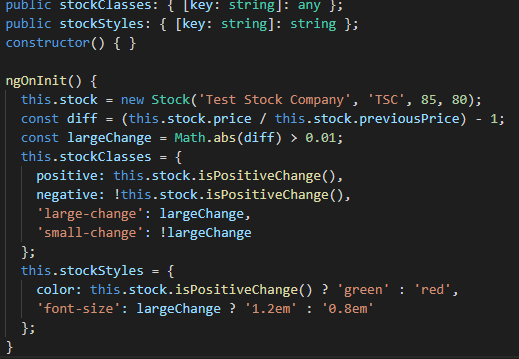 public stockClasses: { [key: string]: any };
public stockStyles: { [key: string]: string };
constructor() { }

ngOnInit() {
  this.stock = new Stock('Test Stock Company', 'TSC', 85, 80);
  const diff = (this.stock.price / this.stock.previousPrice) - 1;
  const largeChange = Math.abs(diff) > 0.01;
  this.stockClasses = {
    positive: this.stock.isPositiveChange(),
    negative: !this.stock.isPositiveChange(),
    'large-change': largeChange,
    'small-change': !largeChange
  };
  this.stockStyles = {
    color: this.stock.isPositiveChange() ? 'green' : 'red',
    'font-size': largeChange ? '1.2em' : '0.8em'
  };
}